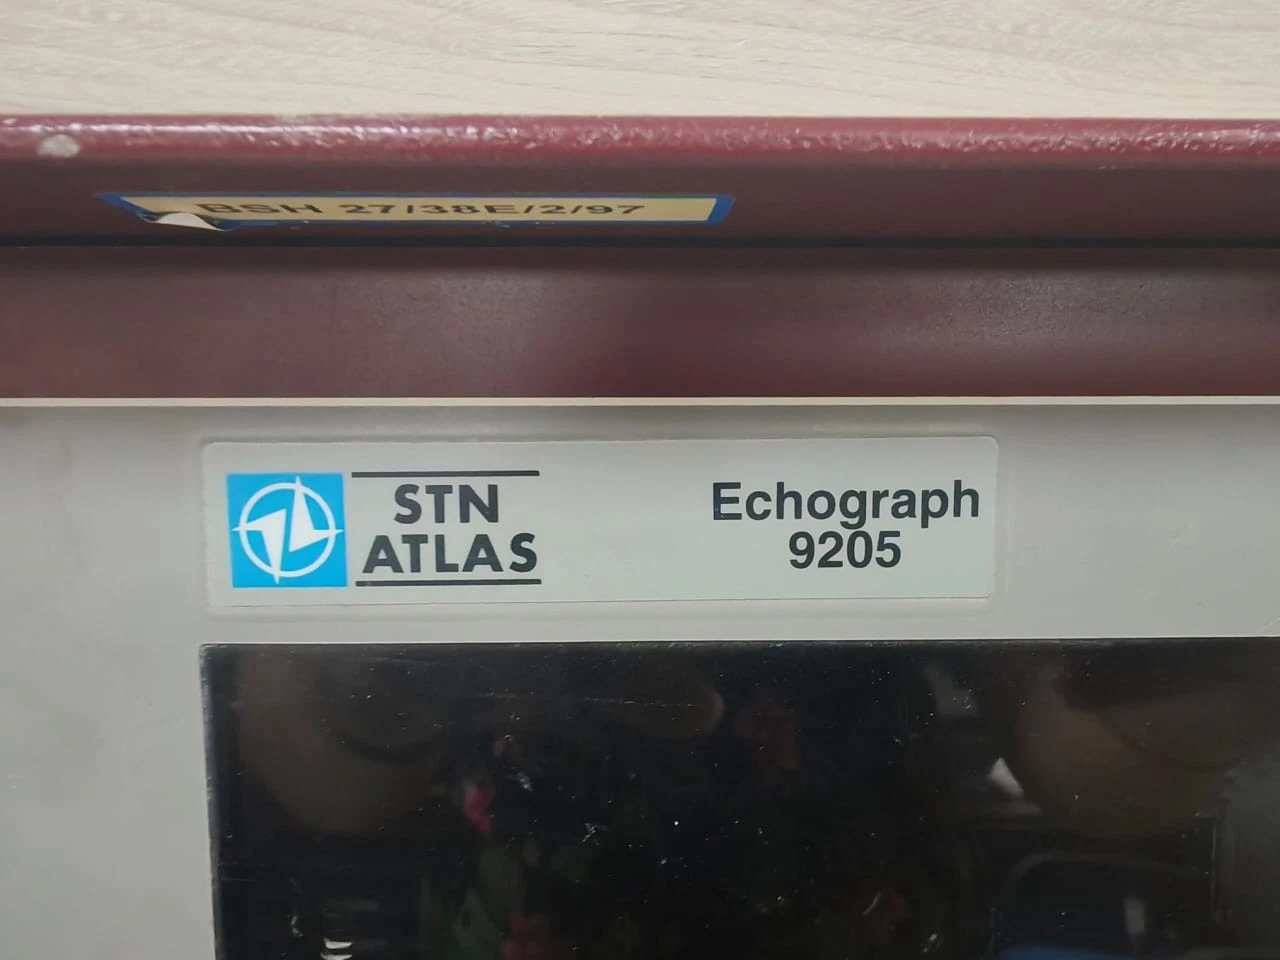 BSH 27/38E/2/97
STN
ATLAS
Echograph
9205